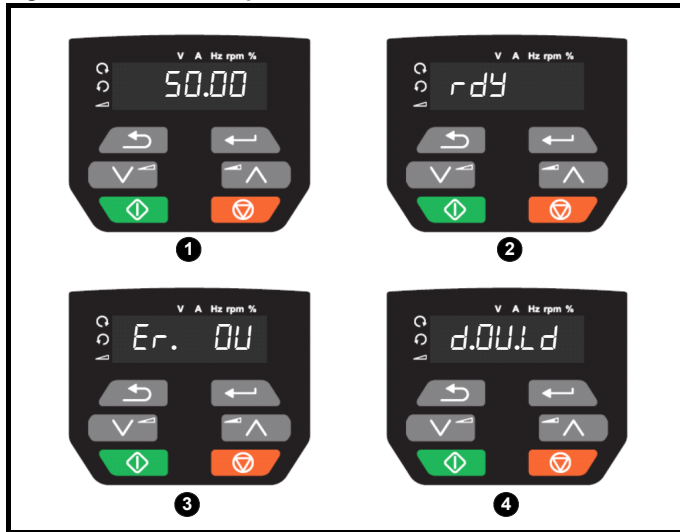 V A Hz rpm %
50.00
1
V A Hz rpm %
rdY
2
V A Hz rpm %
Er. OU
3
V A Hz rpm %
d.OU.Ld
4